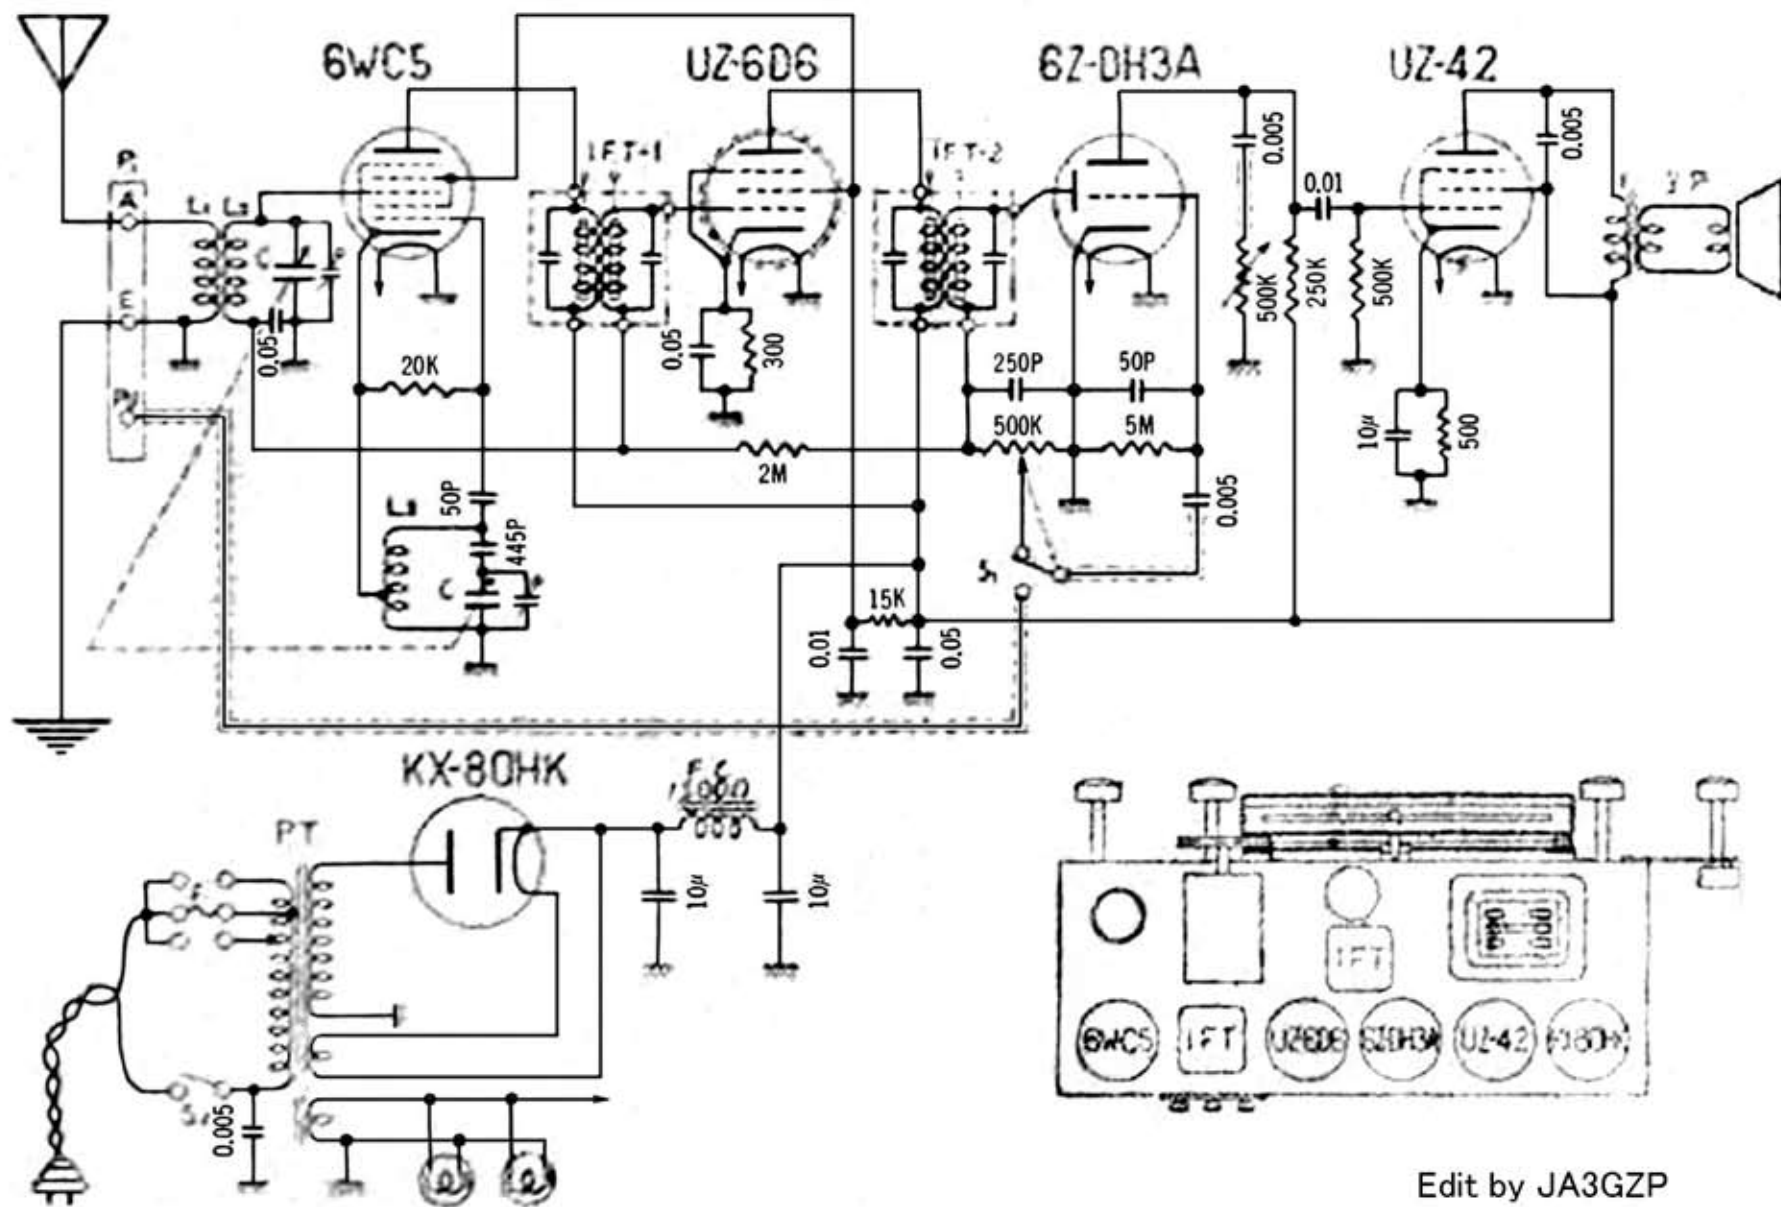 6WC5
UZ-6D6
6Z-DH3A
UZ-42
P₁
A
E
PU
L₁
L₂
C
P
0.05
IFT-1
IFT-2
20K
50P
L₃
445P
C
P
0.05
300
2M
250P
50P
500K
5M
0.005
0.005
500K
250K
0.01
500K
0.005
10μ
500
S₁
15K
0.01
0.05
KX-80HK
F.C
10μ
10μ
PT
F
0.005
IFT
6WC5
IFT
UZ6D6
6ZDH3A
UZ-42
Edit by JA3GZP